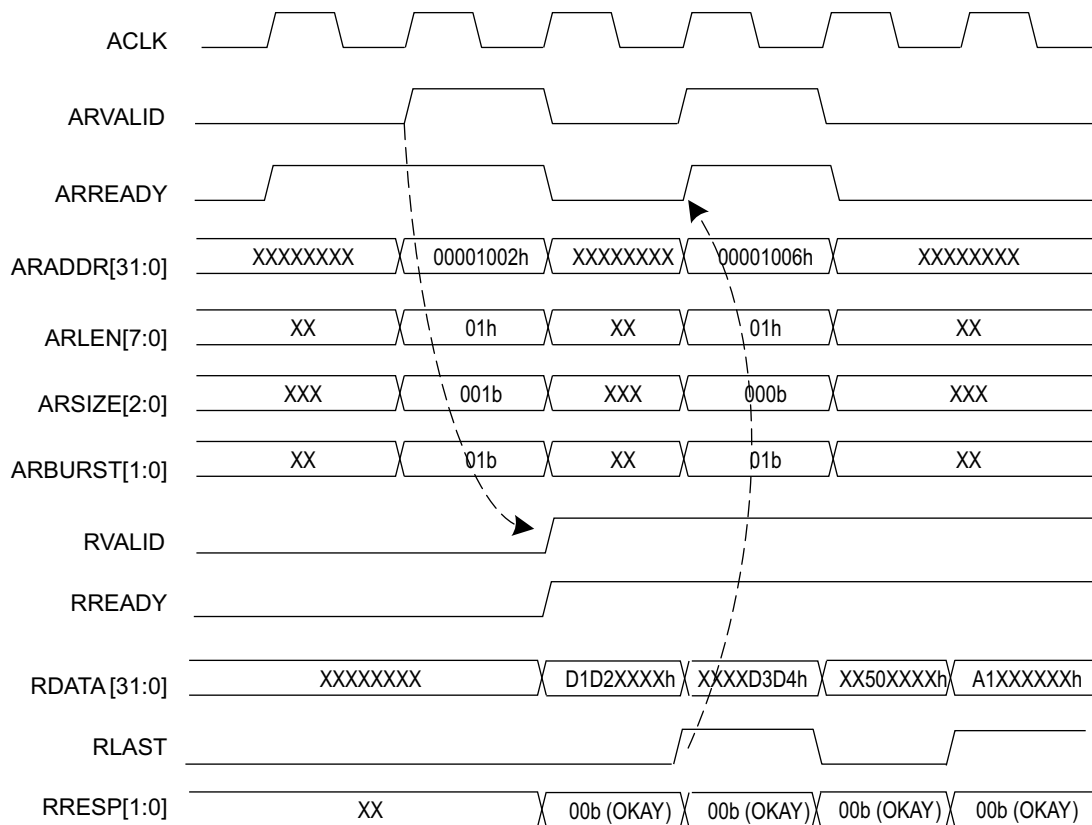 ACLK
ARVALID
ARREADY
ARADDR[31:0] XXXXXXXX 00001002h XXXXXXXX 00001006h XXXXXXXX
ARLEN[7:0] XX 01h XX 01h XX
ARSIZE[2:0] XXX 001b XXX 000b XXX
ARBURST[1:0] XX 01b XX 01b XX
RVALID
RREADY
RDATA [31:0] XXXXXXXX D1D2XXXXh XXXXD3D4h XX50XXXXh A1XXXXXXh
RLAST
RRESP[1:0] XX 00b (OKAY) 00b (OKAY) 00b (OKAY) 00b (OKAY)